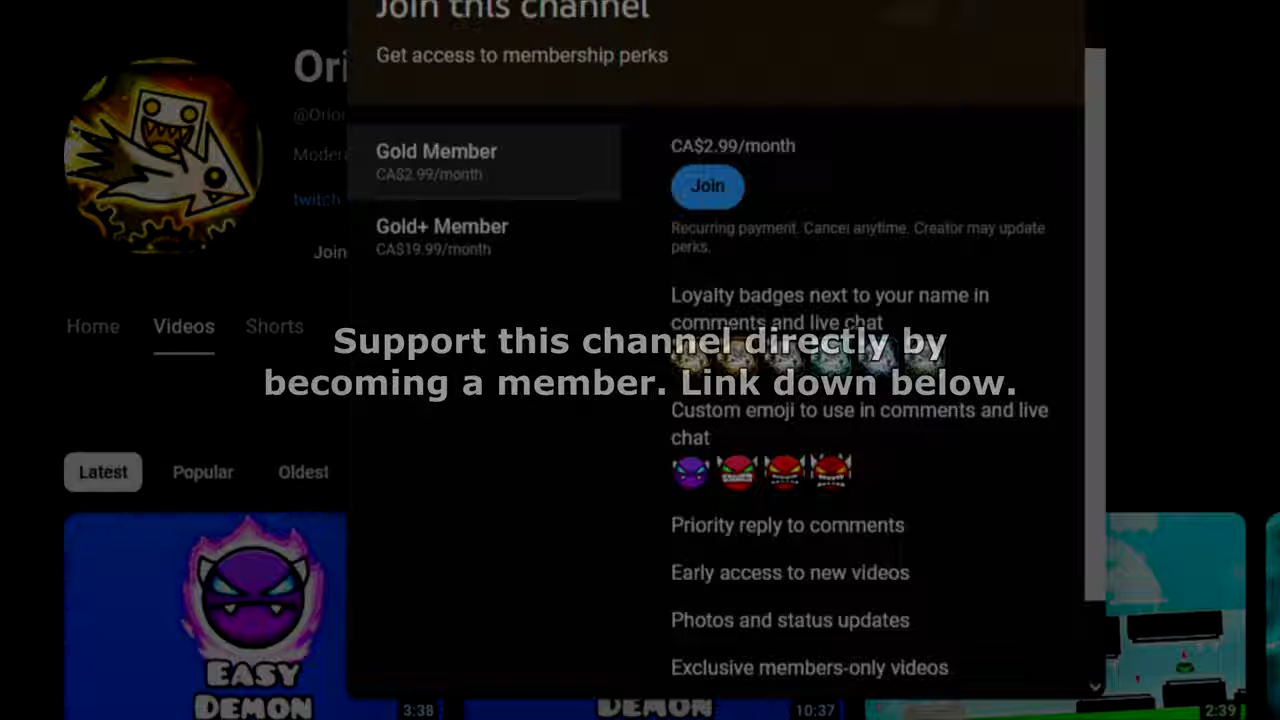 Join this channel
Get access to membership perks
Ori
@Orio
Modera
twitch
Join
Gold Member
CA$2.99/month
Gold+ Member
CA$19.99/month
CA$2.99/month
Join
Recurring payment. Cancel anytime. Creator may update
perks.
Loyalty badges next to your name in
comments and live chat
Support this channel directly by
becoming a member. Link down below.
Home Videos Shorts
Custom emoji to use in comments and live
chat
Latest Popular Oldest
Priority reply to comments
Early access to new videos
Photos and status updates
Exclusive members-only videos
EASY
DEMON
3:38
DEMON
10:37
2:39